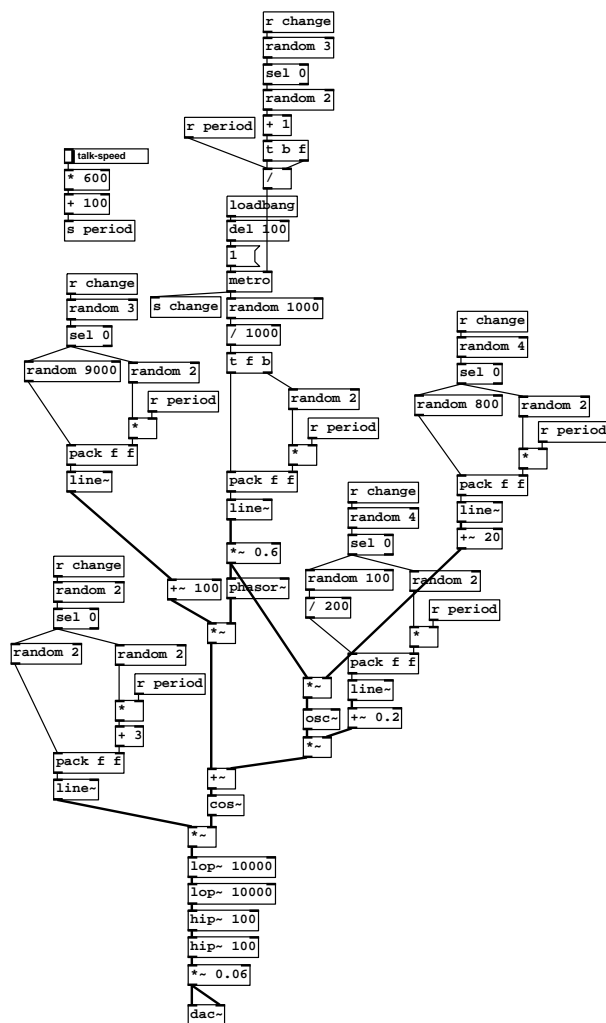 r change
random 3
sel 0
random 2
r period
+ 1
t b f
/
talk-speed
* 600
+ 100
s period
loadbang
del 100
1
metro
s change
random 1000
/ 1000
t f b
random 2
r period
*
pack f f
line~
*~ 0.6
phasor~
r change
random 3
sel 0
random 9000
random 2
r period
*
pack f f
line~
+~ 100
*~
r change
random 4
sel 0
random 800
random 2
r period
*
pack f f
line~
+~ 20
r change
random 4
sel 0
random 100
random 2
/ 200
r period
*
pack f f
line~
+~ 0.2
*~
osc~
*~
r change
random 2
sel 0
random 2
random 2
r period
*
+ 3
pack f f
line~
+~
cos~
*~
lop~ 10000
lop~ 10000
hip~ 100
hip~ 100
*~ 0.06
dac~